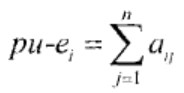 pu-e_i = \sum_{j=1}^{n} a_{ij}